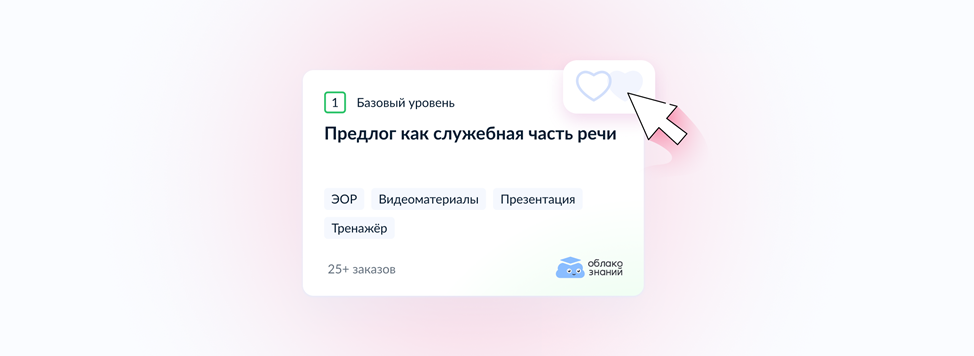 1 Базовый уровень
Предлог как служебная часть речи
ЭОР Видеоматериалы Презентация
Тренажёр
25+ заказов
облако
знаний